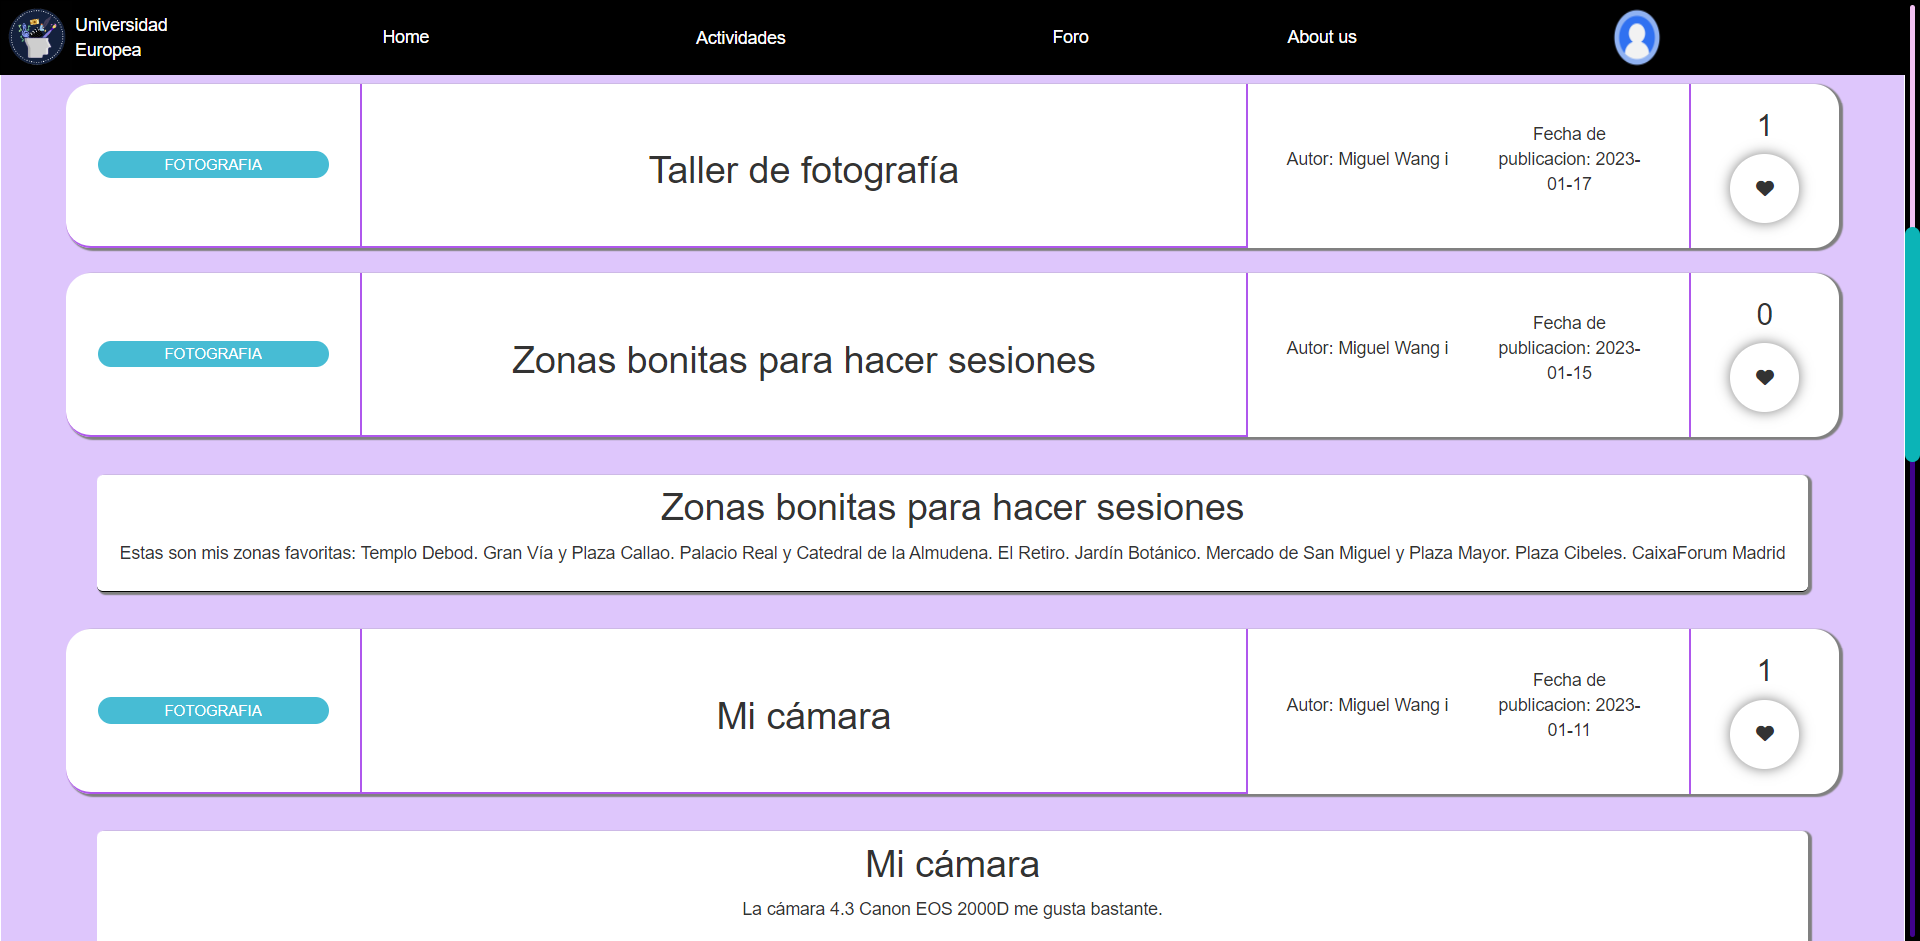 Universidad
Europea
Home
Actividades
Foro
About us
FOTOGRAFIA
Taller de fotografía
Autor: Miguel Wang i
Fecha de
publicacion: 2023-
01-17
1
FOTOGRAFIA
Zonas bonitas para hacer sesiones
Autor: Miguel Wang i
Fecha de
publicacion: 2023-
01-15
0
Zonas bonitas para hacer sesiones
Estas son mis zonas favoritas: Templo Debod. Gran Vía y Plaza Callao. Palacio Real y Catedral de la Almudena. El Retiro. Jardín Botánico. Mercado de San Miguel y Plaza Mayor. Plaza Cibeles. CaixaForum Madrid
FOTOGRAFIA
Mi cámara
Autor: Miguel Wang i
Fecha de
publicacion: 2023-
01-11
1
Mi cámara
La cámara 4.3 Canon EOS 2000D me gusta bastante.